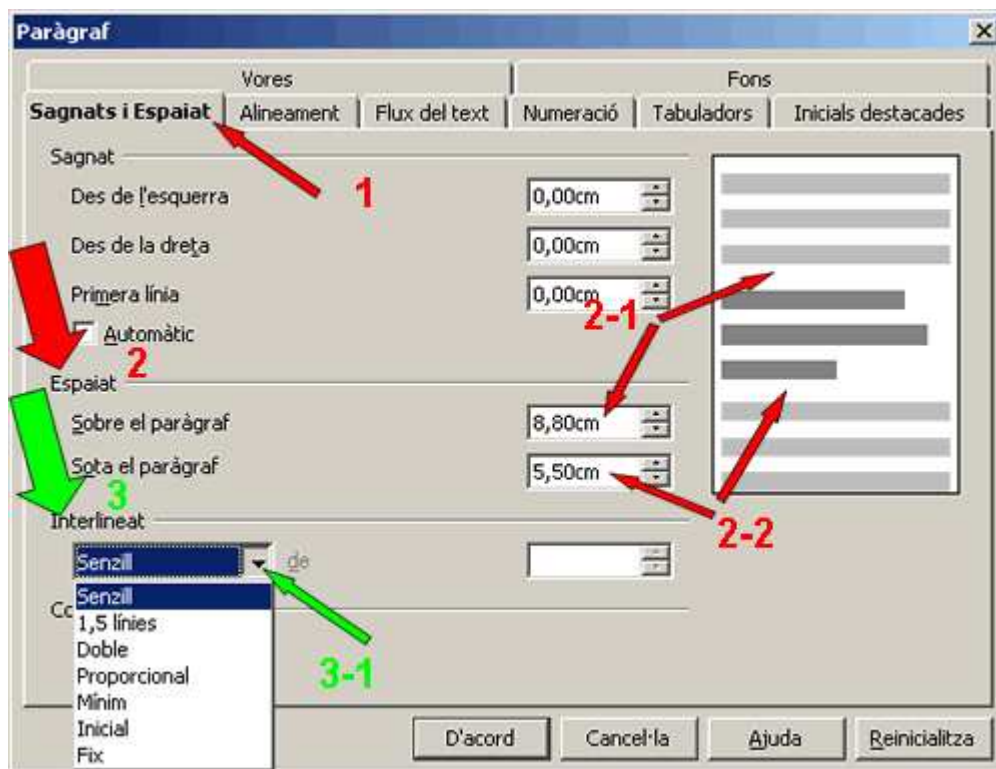 Paràgraf
Vores
Fons
Sagnats i Espaiat
Alineament
Flux del text
Numeració
Tabuladors
Inicials destacades
Sagnat
1
Des de l'esquerra
0,00cm
Des de la dreta
0,00cm
Primera línia
0,00cm
2-1
Automàtic
2
Espaiat
Sobre el paràgraf
8,80cm
Sota el paràgraf
5,50cm
3
2-2
Interlineat
Senzill
de
Senzill
Co
1,5 línies
Doble
Proporcional
3-1
Mínim
Inicial
Fix
D'acord
Cancel·la
Ajuda
Reinicialitza